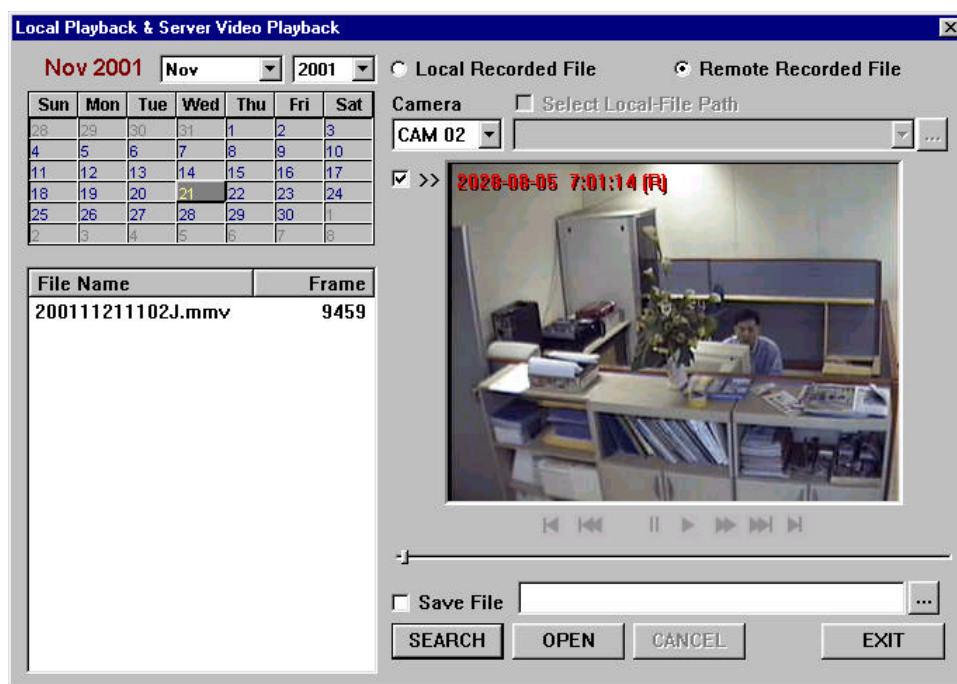 Local Playback & Server Video Playback
Nov 2001 Nov 2001
Sun Mon Tue Wed Thu Fri Sat
28 29 30 31 1 2 3
4 5 6 7 8 9 10
11 12 13 14 15 16 17
18 19 20 21 22 23 24
25 26 27 28 29 30 1
2 3 4 5 6 7 8
File Name Frame
200111211102J.mmv 9459
Local Recorded File Remote Recorded File
Camera Select Local-File Path
CAM 02 ...
>>
2028-08-05 7:01:14 (R)
Save File ...
SEARCH OPEN CANCEL EXIT